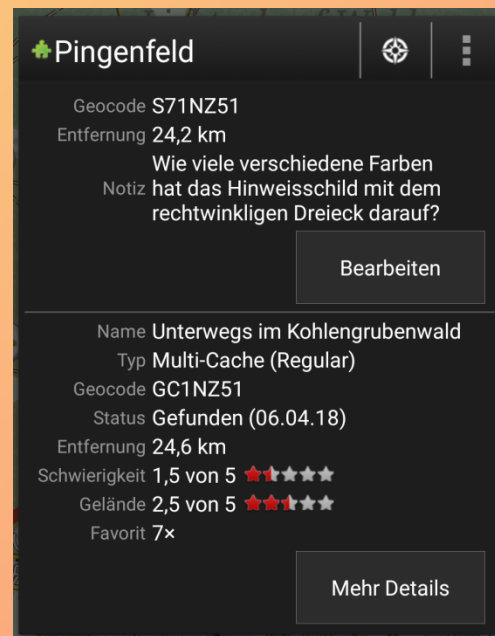 Pingenfeld
Geocode S71NZ51
Entfernung 24,2 km
Wie viele verschiedene Farben
Notiz hat das Hinweisschild mit dem
rechtwinkligen Dreieck darauf?
Bearbeiten
Name Unterwegs im Kohlengrubenwald
Typ Multi-Cache (Regular)
Geocode GC1NZ51
Status Gefunden (06.04.18)
Entfernung 24,6 km
Schwierigkeit 1,5 von 5
Gelände 2,5 von 5
Favorit 7×
Mehr Details